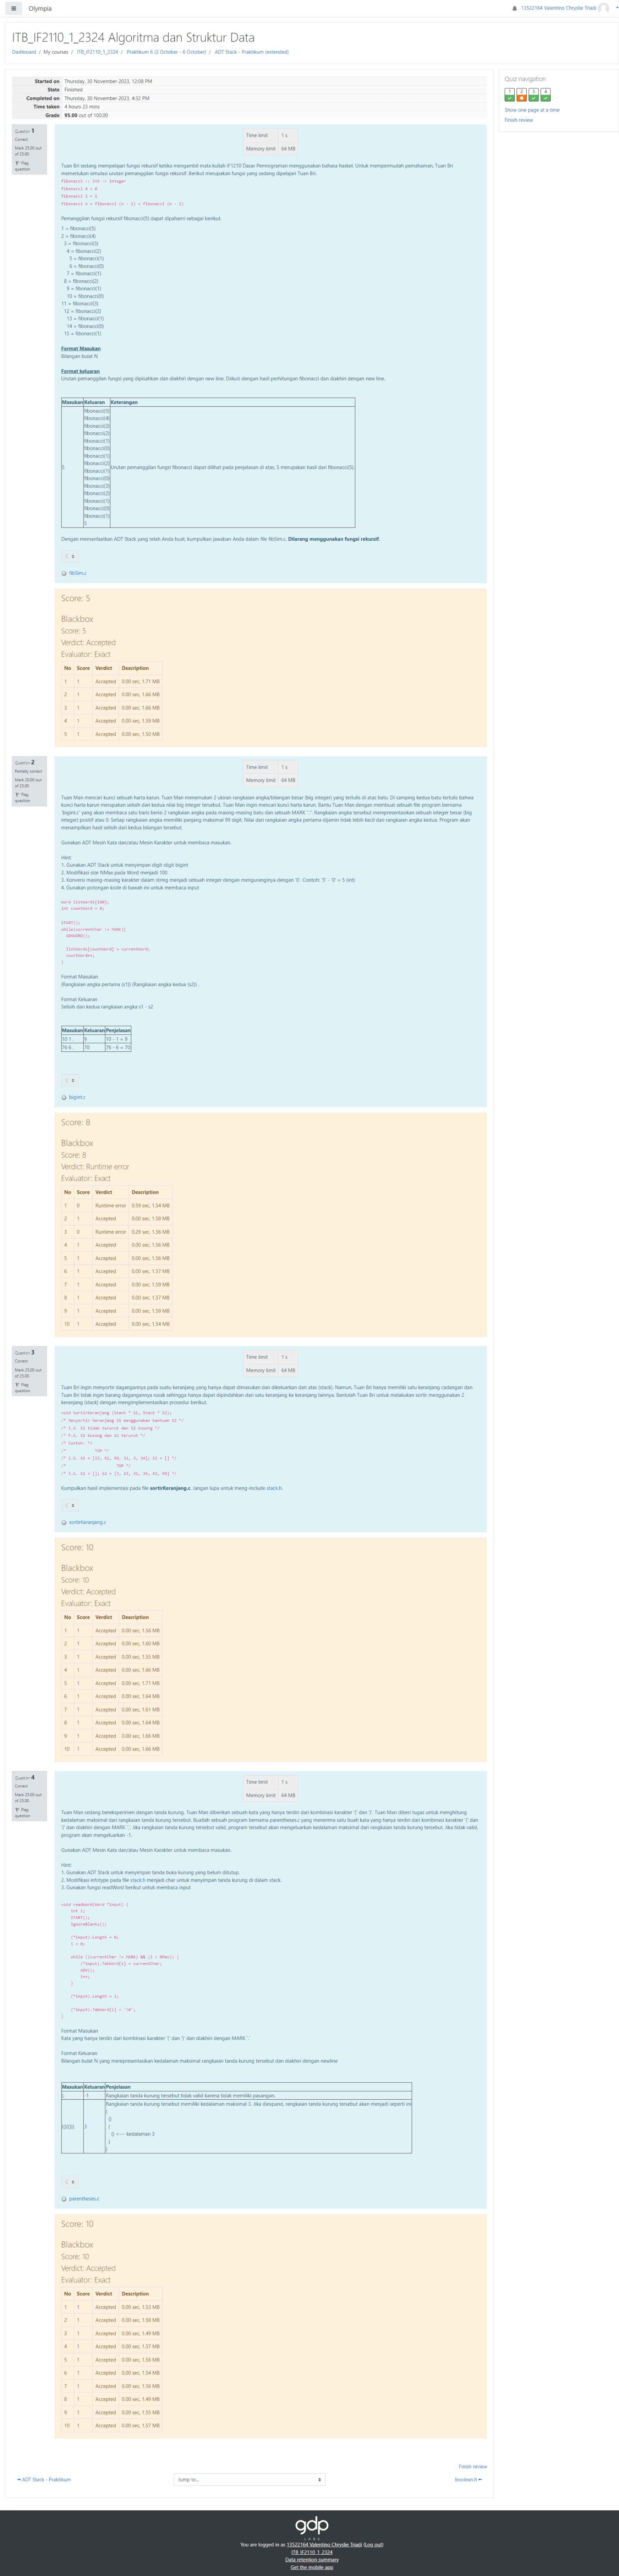 Olympia
13522164 Valentino Chryslie Triadi
ITB_IF2110_1_2324 Algoritma dan Struktur Data
Dashboard / My courses / ITB_IF2110_1_2324 / Praktikum 6 (2 October - 6 October) / ADT Stack - Praktikum (extended)
Started on Thursday, 30 November 2023, 12:08 PM
State Finished
Completed on Thursday, 30 November 2023, 4:32 PM
Time taken 4 hours 23 mins
Grade 95.00 out of 100.00
Quiz navigation
1 2 3 4
Show one page at a time
Finish review
Question 1
Correct
Mark 25.00 out of 25.00
Flag question
Time limit 1 s
Memory limit 64 MB
Tuan Bri sedang mempelajari fungsi rekursif ketika mengambil mata kuliah IF1210 Dasar Pemrograman menggunakan bahasa haskell. Untuk mempermudah pemahaman, Tuan Bri
memerlukan simulasi urutan pemanggilan fungsi rekursif. Berikut merupakan fungsi yang sedang dipelajari Tuan Bri.
fibonacci :: Int -> Integer
fibonacci 0 = 0
fibonacci 1 = 1
fibonacci n = fibonacci (n - 1) + fibonacci (n - 2)
Pemanggilan fungsi rekursif fibonacci(5) dapat dipahami sebagai berikut.
1 = fibonacci(5)
2 = fibonacci(4)
3 = fibonacci(3)
4 = fibonacci(2)
5 = fibonacci(1)
6 = fibonacci(0)
7 = fibonacci(1)
8 = fibonacci(2)
9 = fibonacci(1)
10 = fibonacci(0)
11 = fibonacci(3)
12 = fibonacci(2)
13 = fibonacci(1)
14 = fibonacci(0)
15 = fibonacci(1)
Format Masukan
Bilangan bulat N
Format keluaran
Urutan pemanggilan fungsi yang dipisahkan dan diakhiri dengan new line. Diikuti dengan hasil perhitungan fibonacci dan diakhiri dengan new line.
Masukan Keluaran Keterangan
fibonacci(5)
fibonacci(4)
fibonacci(3)
fibonacci(2)
fibonacci(1)
fibonacci(0)
fibonacci(1)
fibonacci(2)
5 Urutan pemanggilan fungsi fibonacci dapat dilihat pada penjelasan di atas. 5 merupakan hasil dari fibonacci(5).
fibonacci(1)
fibonacci(0)
fibonacci(3)
fibonacci(2)
fibonacci(1)
fibonacci(0)
fibonacci(1)
5
Dengan memanfaatkan ADT Stack yang telah Anda buat, kumpulkan jawaban Anda dalam file fibSim.c. Dilarang menggunakan fungsi rekursif.
C
fibSim.c
Score: 5
Blackbox
Score: 5
Verdict: Accepted
Evaluator: Exact
No Score Verdict Description
1 1 Accepted 0.00 sec, 1.71 MB
2 1 Accepted 0.00 sec, 1.66 MB
3 1 Accepted 0.00 sec, 1.66 MB
4 1 Accepted 0.00 sec, 1.59 MB
5 1 Accepted 0.00 sec, 1.50 MB
Question 2
Partially correct
Mark 20.00 out of 25.00
Flag question
Time limit 1 s
Memory limit 64 MB
Tuan Man mencari kunci sebuah harta karun. Tuan Man menemukan 2 ukiran rangkaian angka/bilangan besar (big integer) yang tertulis di atas batu. Di samping kedua batu tertulis bahwa
kunci harta karun merupakan selisih dari kedua nilai big integer tersebut. Tuan Man ingin mencari kunci harta karun, Bantu Tuan Man dengan membuat sebuah file program bernama
'bigint.c' yang akan membaca satu baris berisi 2 rangkaian angka pada masing-masing batu dan sebuah MARK '.'. Rangkaian angka tersebut merepresentasikan sebuah integer besar (big
integer) positif atau 0. Setiap rangkaian angka memiliki panjang maksimal 99 digit. Nilai dari rangkaian angka pertama dijamin tidak lebih kecil dari rangkaian angka kedua. Program akan
menampilkan hasil selisih dari kedua bilangan tersebut.
Gunakan ADT Mesin Kata dan/atau Mesin Karakter untuk membaca masukan.
Hint:
1. Gunakan ADT Stack untuk menyimpan digit-digit bigint
2. Modifikasi size NMax pada Word menjadi 100
3. Konversi masing-masing karakter dalam string menjadi sebuah integer dengan menguranginya dengan '0'. Contoh: '5' - '0' = 5 (int)
4. Gunakan potongan kode di bawah ini untuk membaca input
Word listWords[100];
int countWord = 0;
START();
while(currentChar != MARK){
ADVWORD();
listWords[countWord] = currentWord;
countWord++;
}
Format Masukan
(Rangkaian angka pertama (s1)) (Rangkaian angka kedua (s2)) .
Format Keluaran
Selisih dari kedua rangkaian angka s1 - s2
Masukan Keluaran Penjelasan
10 1 . 9 10 - 1 = 9
76 6 . 70 76 - 6 = 70
C
bigint.c
Score: 8
Blackbox
Score: 8
Verdict: Runtime error
Evaluator: Exact
No Score Verdict Description
1 0 Runtime error 0.59 sec, 1.54 MB
2 1 Accepted 0.00 sec, 1.58 MB
3 0 Runtime error 0.29 sec, 1.56 MB
4 1 Accepted 0.00 sec, 1.56 MB
5 1 Accepted 0.00 sec, 1.56 MB
6 1 Accepted 0.00 sec, 1.57 MB
7 1 Accepted 0.00 sec, 1.59 MB
8 1 Accepted 0.00 sec, 1.57 MB
9 1 Accepted 0.00 sec, 1.59 MB
10 1 Accepted 0.00 sec, 1.54 MB
Question 3
Correct
Mark 25.00 out of 25.00
Flag question
Time limit 1 s
Memory limit 64 MB
Tuan Bri ingin menyortir dagangannya pada suatu keranjang yang hanya dapat dimasukan dan dikeluarkan dari atas (stack). Namun, Tuan Bri hanya memiliki satu keranjang cadangan dan
Tuan Bri tidak ingin barang dagangannya rusak sehingga hanya dapat dipindahkan dari satu keranjang ke keranjang lainnya. Bantulah Tuan Bri untuk melakukan sortir menggunakan 2
keranjang (stack) dengan mengimplementasikan prosedur berikut.
void sortirKeranjang (Stack * S1, Stack * S2);
/* Menyortir keranjang S1 menggunakan bantuan S2 */
/* I.S. S1 tidak terurut dan S2 kosong */
/* F.S. S1 kosong dan S2 terurut */
/* Contoh: */
/* TOP */
/* TOP */
Kumpulkan hasil implementasi pada file sortirKeranjang.c. Jangan lupa untuk meng-include stack.h.
C
sortirKeranjang.c
Score: 10
Blackbox
Score: 10
Verdict: Accepted
Evaluator: Exact
No Score Verdict Description
1 1 Accepted 0.00 sec, 1.56 MB
2 1 Accepted 0.00 sec, 1.60 MB
3 1 Accepted 0.00 sec, 1.55 MB
4 1 Accepted 0.00 sec, 1.66 MB
5 1 Accepted 0.00 sec, 1.71 MB
6 1 Accepted 0.00 sec, 1.64 MB
7 1 Accepted 0.00 sec, 1.61 MB
8 1 Accepted 0.00 sec, 1.64 MB
9 1 Accepted 0.00 sec, 1.66 MB
10 1 Accepted 0.00 sec, 1.66 MB
Question 4
Correct
Mark 25.00 out of 25.00
Flag question
Time limit 1 s
Memory limit 64 MB
Tuan Man sedang bereksperimen dengan tanda kurung. Tuan Man diberikan sebuah kata yang hanya terdiri dari kombinasi karakter '(' dan ')'. Tuan Man diberi tugas untuk menghitung
kedalaman maksimal dari rangkaian tanda kurung tersebut. Buatlah sebuah program bernama parentheses.c yang menerima satu buah kata yang hanya terdiri dari kombinasi karakter '(' dan
')' dan diakhiri dengan MARK '.'. Jika rangkaian tanda kurung tersebut valid, program tersebut akan mengeluarkan kedalaman maksimal dari rangkaian tanda kurung tersebut. Jika tidak valid,
program akan mengeluarkan -1.
Gunakan ADT Mesin Kata dan/atau Mesin Karakter untuk membaca masukan.
Hint:
1. Gunakan ADT Stack untuk menyimpan tanda buka kurung yang belum ditutup.
2. Modifikasi infotype pada file stack.h menjadi char untuk menyimpan tanda kurung di dalam stack.
3. Gunakan fungsi readWord berikut untuk membaca input
void readWord(Word *input) {
int i;
START();
IgnoreBlanks();
(*input).Length = 0;
i = 0;
while ((currentChar != MARK) && (i < NMax)) {
(*input).TabWord[i] = currentChar;
ADV();
i++;
}
(*input).Length = i;
(*input).TabWord[i] = '\0';
}
Format Masukan
Kata yang hanya terdiri dari kombinasi karakter '(' dan ')' dan diakhiri dengan MARK '.'
Format Keluaran
Bilangan bulat N yang merepresentasikan kedalaman maksimal rangkaian tanda kurung tersebut dan diakhiri dengan newline
Masukan Keluaran Penjelasan
(. -1 Rangkaian tanda kurung tersebut tidak valid karena tidak memiliki pasangan.
Rangkaian tanda kurung tersebut memiliki kedalaman maksimal 3. Jika diexpand, rangkaian tanda kurung tersebut akan menjadi seperti ini
(
()
(()(())). 3 (
() <--- kedalaman 3
)
)
C
parentheses.c
Score: 10
Blackbox
Score: 10
Verdict: Accepted
Evaluator: Exact
No Score Verdict Description
1 1 Accepted 0.00 sec, 1.53 MB
2 1 Accepted 0.00 sec, 1.58 MB
3 1 Accepted 0.00 sec, 1.49 MB
4 1 Accepted 0.00 sec, 1.57 MB
5 1 Accepted 0.00 sec, 1.56 MB
6 1 Accepted 0.00 sec, 1.54 MB
7 1 Accepted 0.00 sec, 1.56 MB
8 1 Accepted 0.00 sec, 1.49 MB
9 1 Accepted 0.00 sec, 1.55 MB
10 1 Accepted 0.00 sec, 1.57 MB
Finish review
ADT Stack - Praktikum
Jump to...
boolean.h
gdp
LABS
You are logged in as 13522164 Valentino Chryslie Triadi (Log out)
ITB_IF2110_1_2324
Data retention summary
Get the mobile app